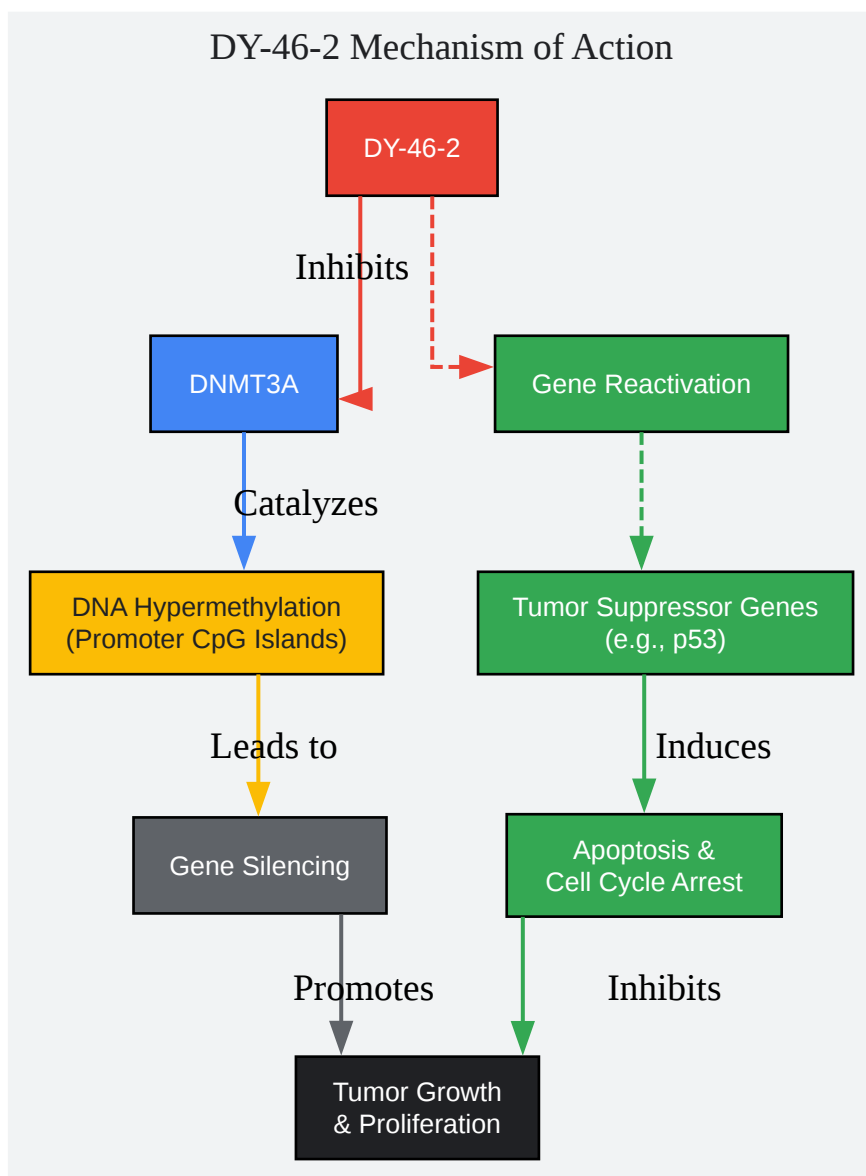 DY-46-2 Mechanism of Action
DY-46-2
Inhibits
DNMT3A
Gene Reactivation
Catalyzes
DNA Hypermethylation
(Promoter CpG Islands)
Tumor Suppressor Genes
(e.g., p53)
Leads to
Induces
Gene Silencing
Apoptosis &
Cell Cycle Arrest
Promotes
Inhibits
Tumor Growth
& Proliferation